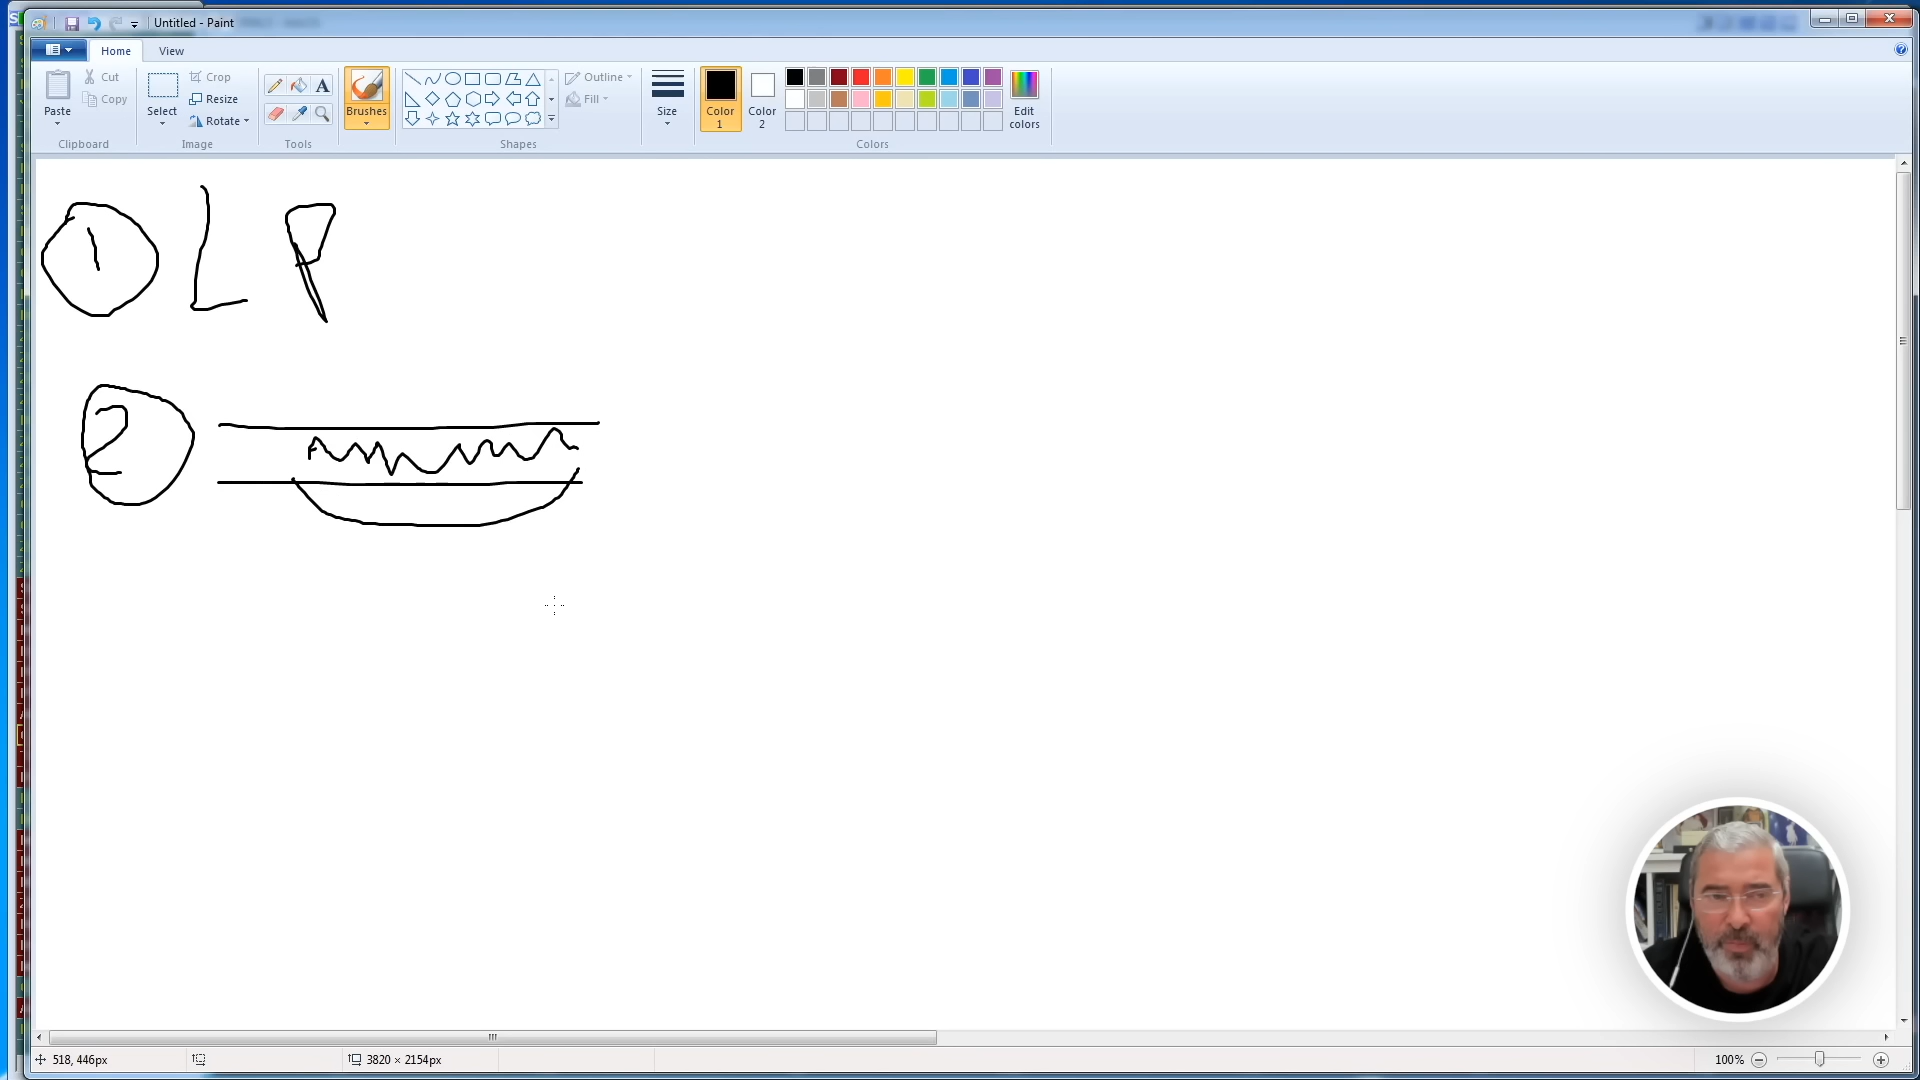 Untitled - Paint
Home View
Cut
Copy
Paste
Clipboard
Crop
Resize
Rotate
Select
Image
Tools
Brushes
Outline
Fill
Shapes
Size
Color 1
Color 2
Edit colors
Colors
1 L P
2
518, 446px
3820 × 2154px
100%